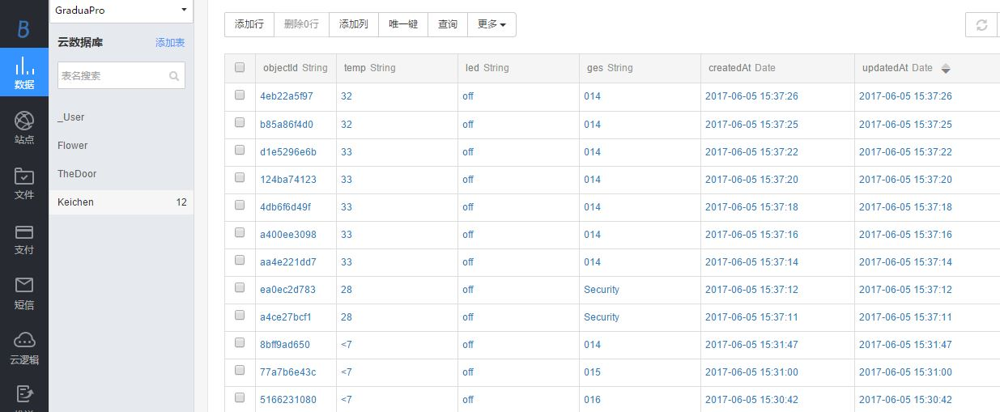 GraduaPro
B
云数据库 添加表
表名搜索
_User
Flower
TheDoor
Keichen 12
数据
站点
文件
支付
短信
云逻辑
添加行 删除0行 添加列 唯一键 查询 更多
objectId String temp String led String ges String createdAt Date updatedAt Date
4eb22a5f97 32 off 014 2017-06-05 15:37:26 2017-06-05 15:37:26
b85a86f4d0 32 off 014 2017-06-05 15:37:25 2017-06-05 15:37:25
d1e5296e6b 33 off 014 2017-06-05 15:37:22 2017-06-05 15:37:22
124ba74123 33 off 014 2017-06-05 15:37:20 2017-06-05 15:37:20
4db6f6d49f 33 off 014 2017-06-05 15:37:18 2017-06-05 15:37:18
a400ee3098 33 off 014 2017-06-05 15:37:16 2017-06-05 15:37:16
aa4e221dd7 33 off 014 2017-06-05 15:37:14 2017-06-05 15:37:14
ea0ec2d783 28 off Security 2017-06-05 15:37:12 2017-06-05 15:37:12
a4ce27bcf1 28 off Security 2017-06-05 15:37:11 2017-06-05 15:37:11
8bff9ad650 <7 off 014 2017-06-05 15:31:47 2017-06-05 15:31:47
77a7b6e43c <7 off 015 2017-06-05 15:31:00 2017-06-05 15:31:00
5166231080 <7 off 016 2017-06-05 15:30:42 2017-06-05 15:30:42